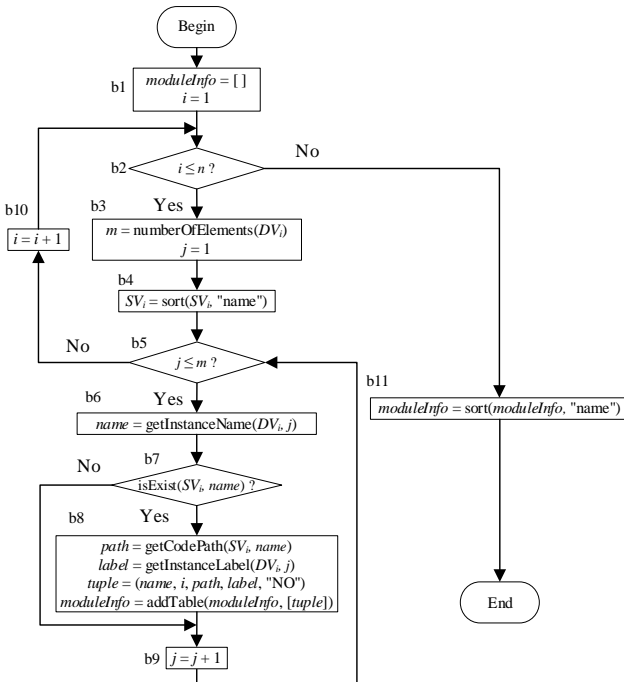 Begin
b1
moduleInfo = [ ]
i = 1
b2
i ≤ n ?
No
Yes
b3
m = numberOfElements(DVi)
j = 1
b10
i = i + 1
b4
SVi = sort(SVi, "name")
No
b5
j ≤ m ?
Yes
b6
name = getInstanceName(DVi, j)
b11
moduleInfo = sort(moduleInfo, "name")
b7
No
isExist(SVi, name) ?
Yes
b8
path = getCodePath(SVi, name)
label = getInstanceLabel(DVi, j)
tuple = (name, i, path, label, "NO")
moduleInfo = addTable(moduleInfo, [tuple])
End
b9
j = j + 1